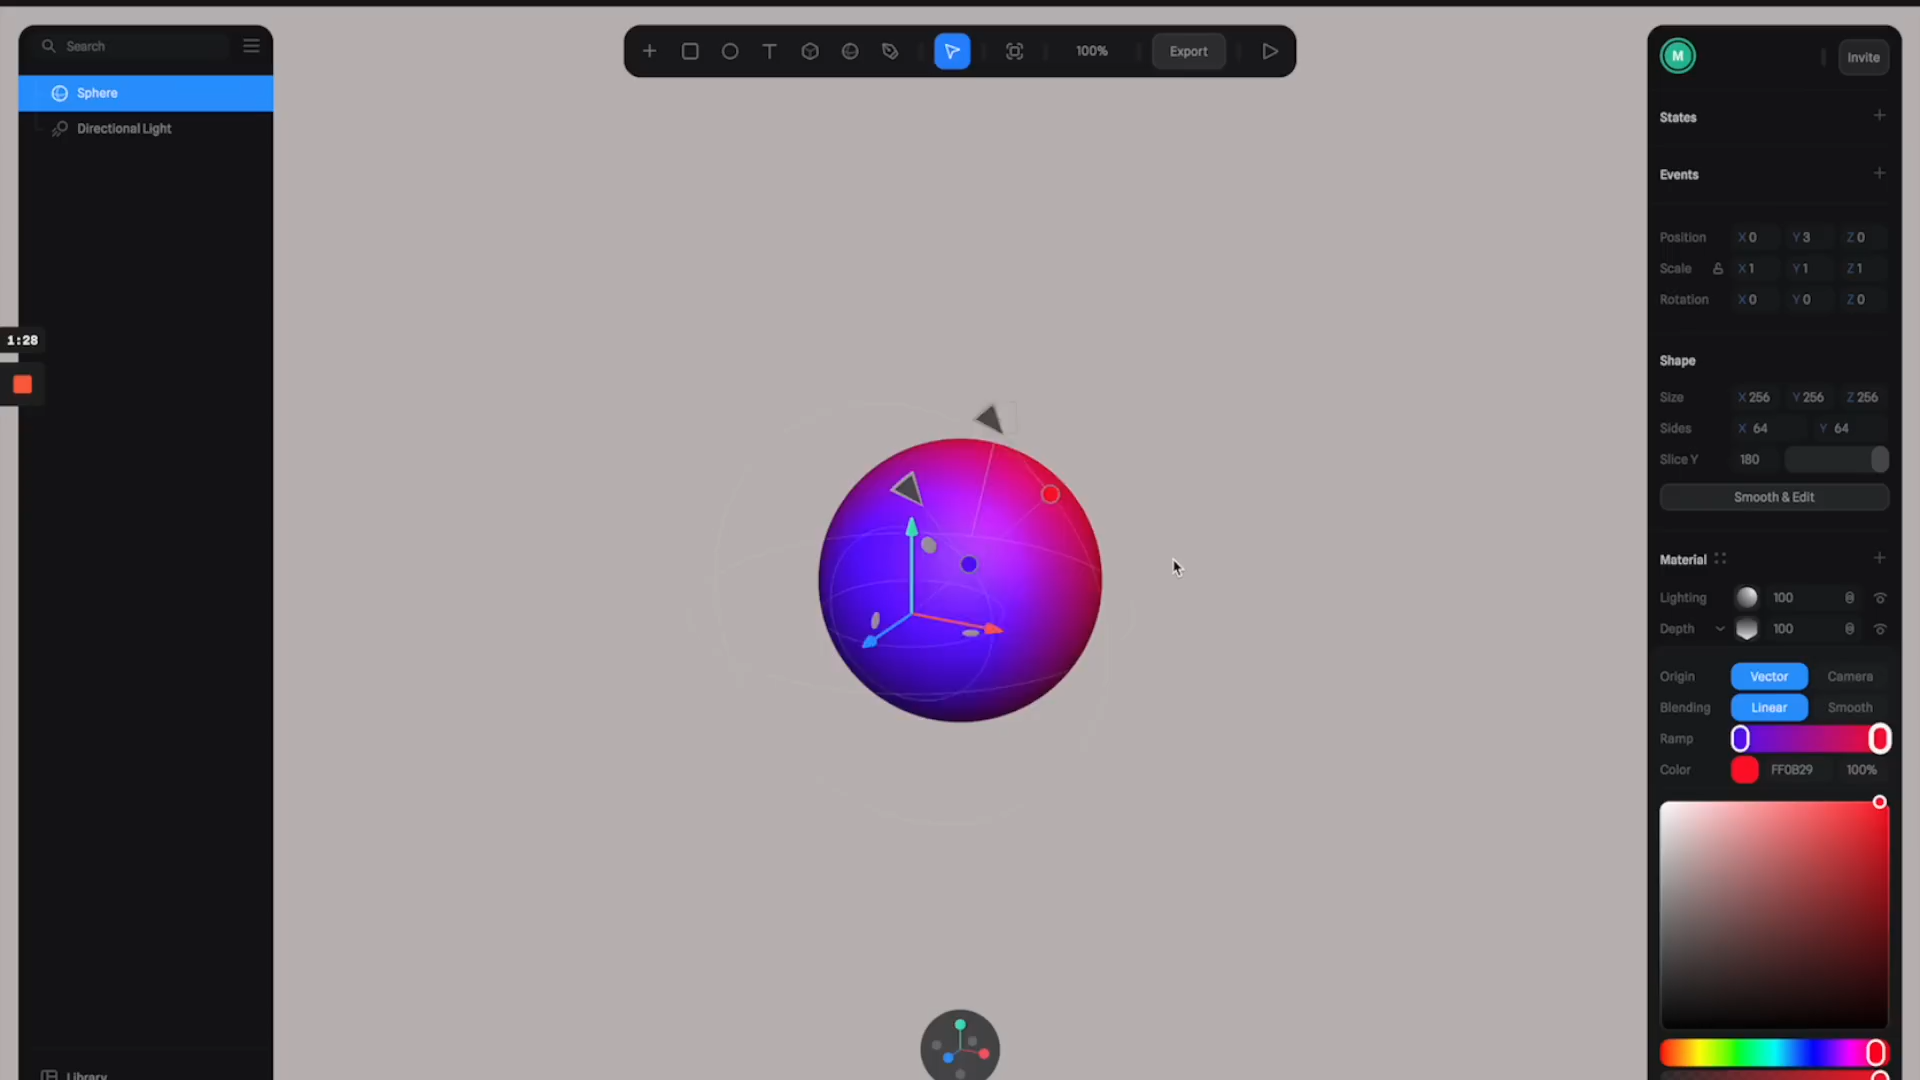 Search
Sphere
Directional Light
1:28
Library
T
100%
Export
M
Invite
States
Events
Position X 0 Y 3 Z 0
Scale X 1 Y 1 Z 1
Rotation X 0 Y 0 Z 0
Shape
Size X 256 Y 256 Z 256
Sides X 64 Y 64
Slice Y 180
Smooth & Edit
Material
Lighting 100
Depth 100
Origin Vector Camera
Blending Linear Smooth
Ramp
Color FF0B29 100%